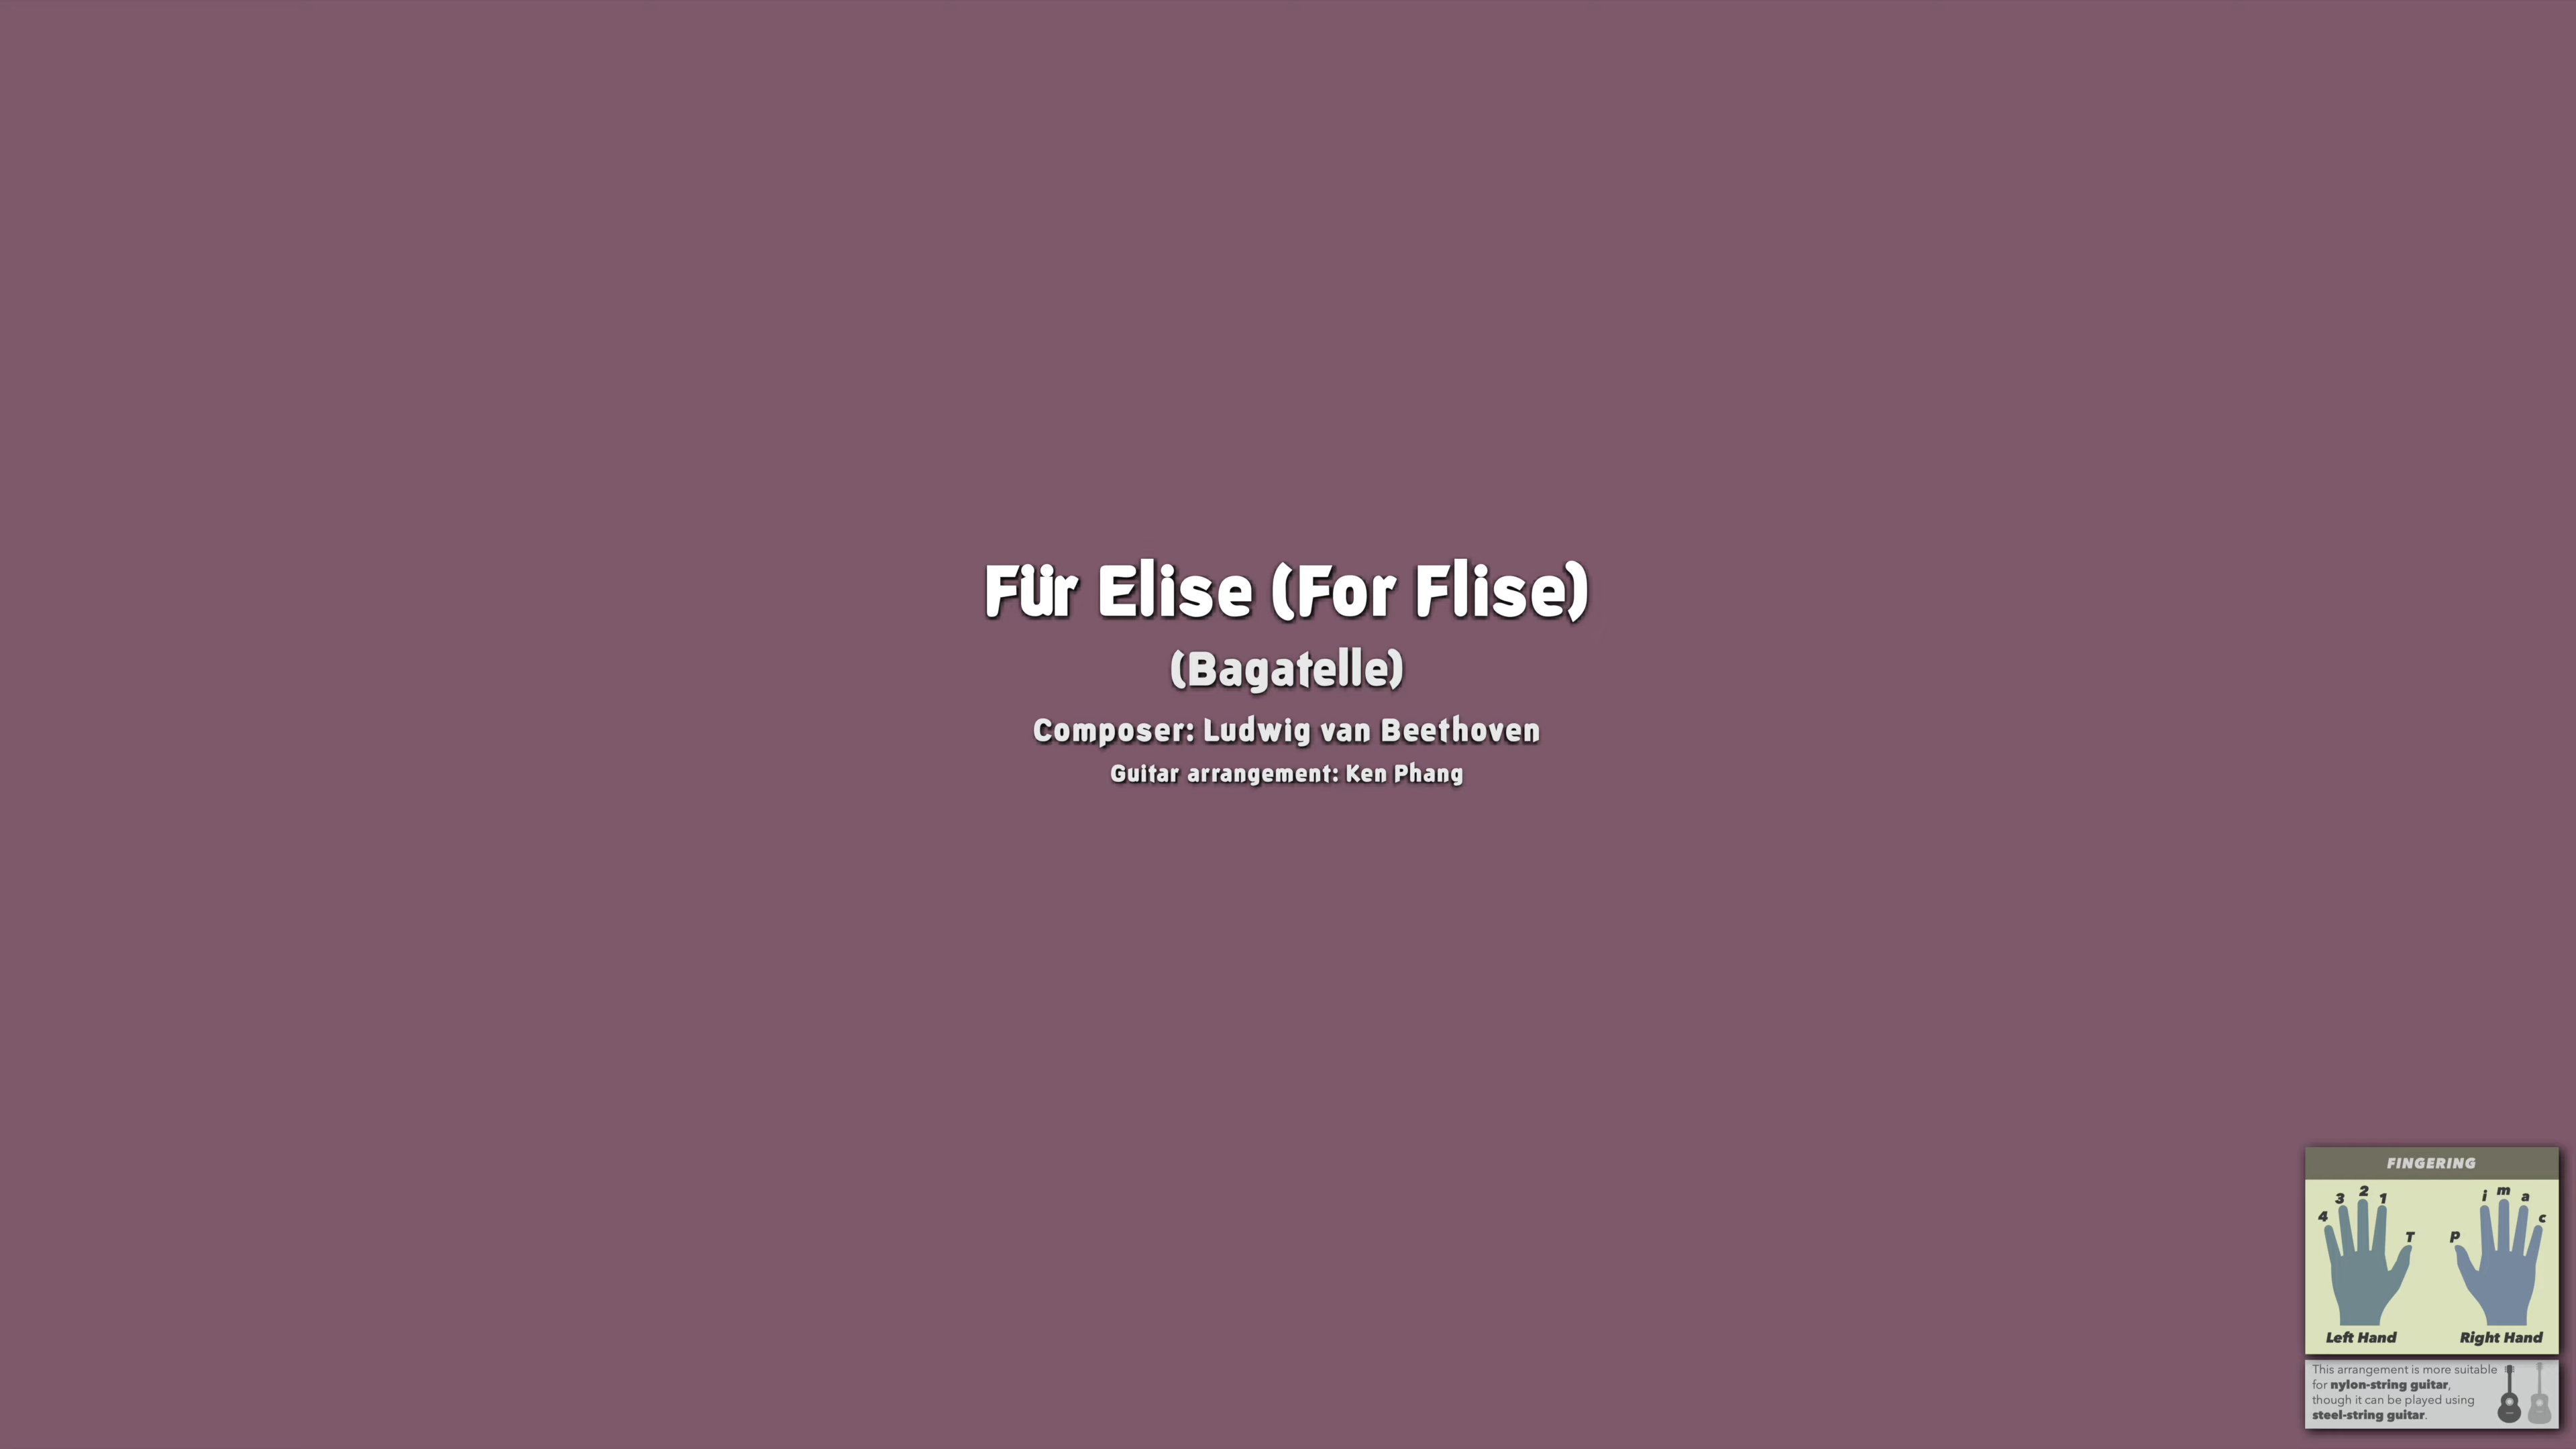 Für Elise (For Flise)
(Bagatelle)
Composer: Ludwig van Beethoven
Guitar arrangement: Ken Phang
FINGERING
4 3 2 1 T
p i m a c
Left Hand
Right Hand
This arrangement is more suitable
for nylon-string guitar,
though it can be played using
steel-string guitar.